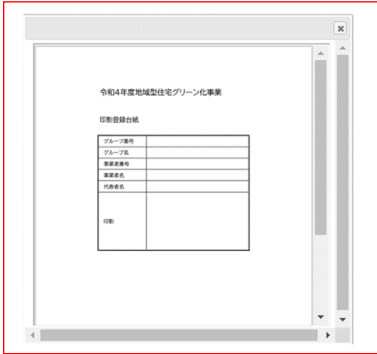 令和4年度地域型住宅グリーン化事業
印影登録台紙
グループ番号
グループ名
事業者番号
事業者名
代表者名
印影